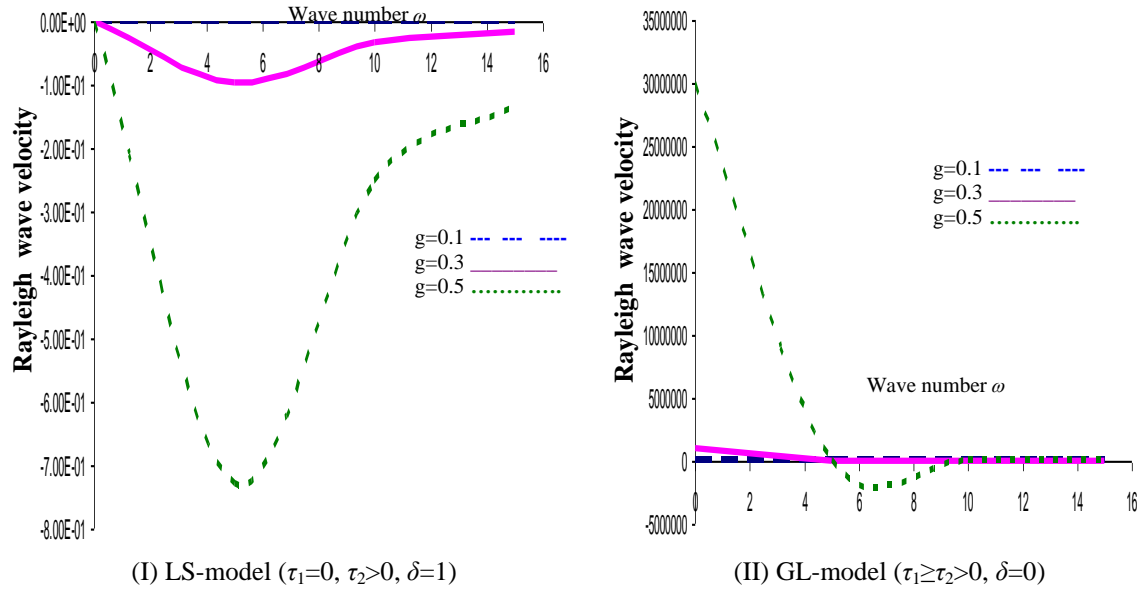 Wave number ω
0.00E+00
-1.00E-01
-2.00E-01
-3.00E-01
-4.00E-01
-5.00E-01
-6.00E-01
-7.00E-01
-8.00E-01
0 2 4 6 8 10 12 14 16
Rayleigh wave velocity
g=0.1
g=0.3
g=0.5
(I) LS-model (τ1=0, τ2>0, δ=1)
35000000
30000000
25000000
20000000
15000000
10000000
5000000
0
-5000000
Rayleigh wave velocity
g=0.1
g=0.3
g=0.5
Wave number ω
0 2 4 6 8 10 12 14 16
(II) GL-model (τ1≥τ2>0, δ=0)